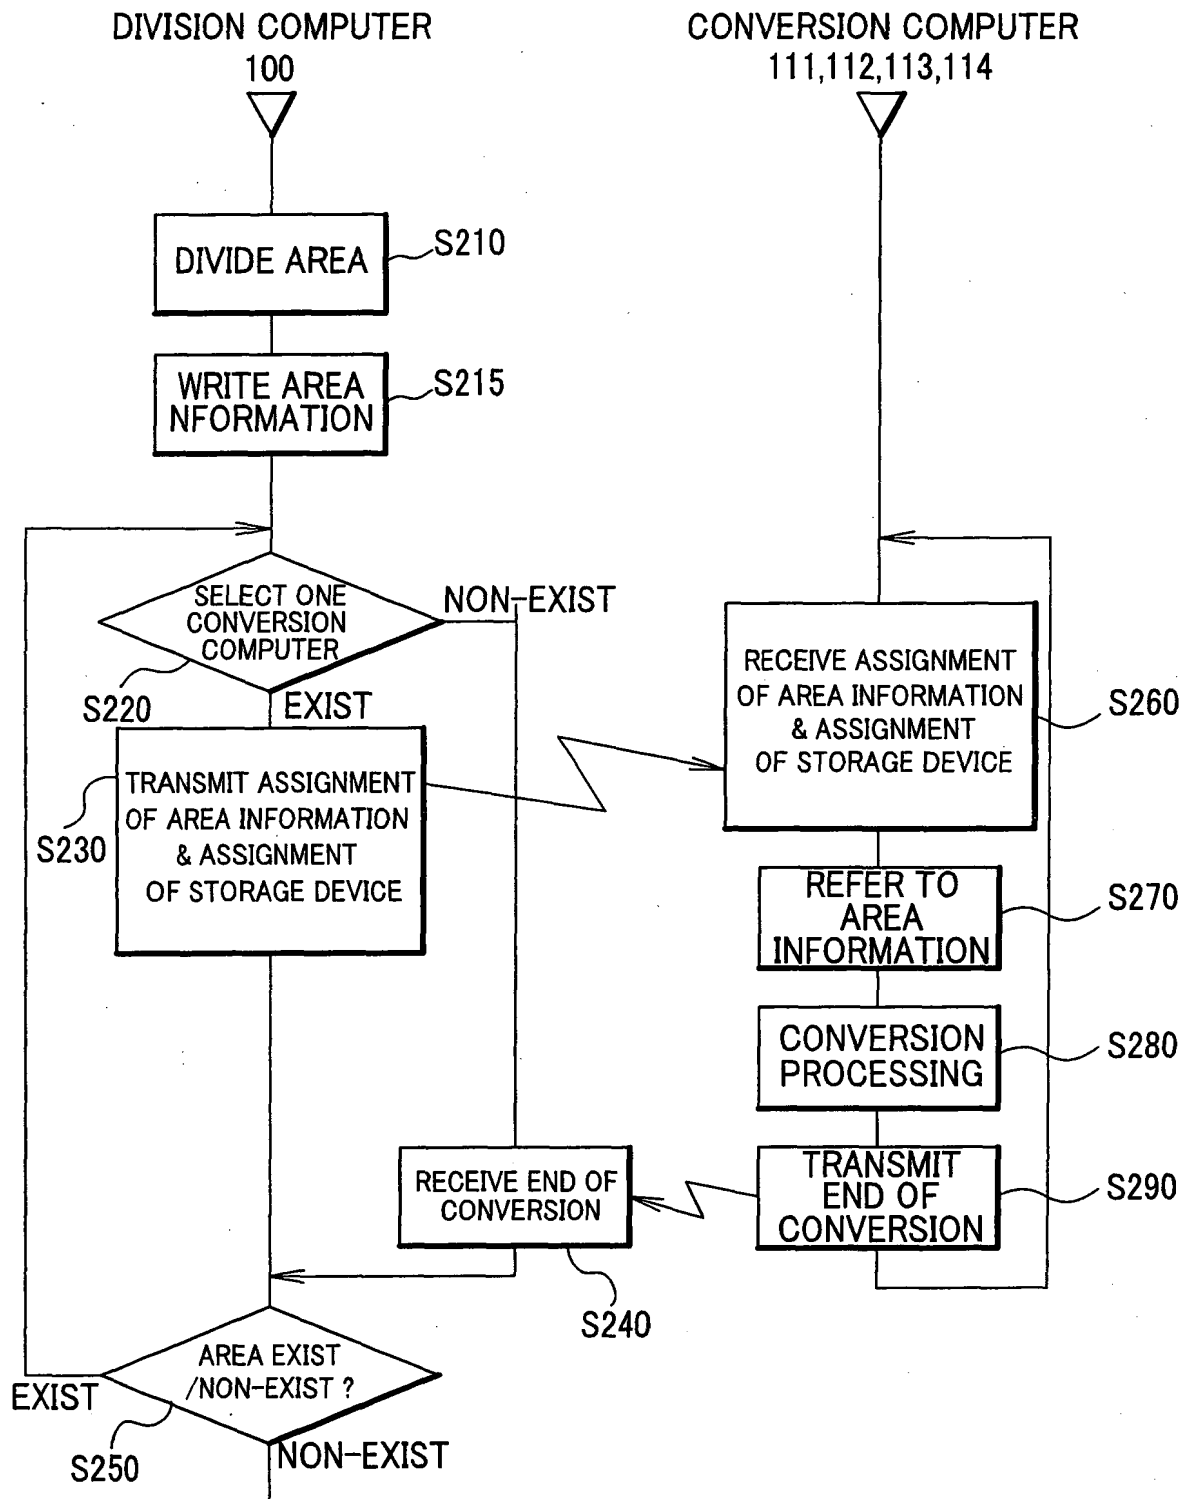 DIVISION COMPUTER
100
CONVERSION COMPUTER
111,112,113,114
DIVIDE AREA
S210
WRITE AREA
NFORMATION
S215
SELECT ONE
CONVERSION
COMPUTER
NON-EXIST
S220
EXIST
TRANSMIT ASSIGNMENT
OF AREA INFORMATION
& ASSIGNMENT
OF STORAGE DEVICE
S230
RECEIVE ASSIGNMENT
OF AREA INFORMATION
& ASSIGNMENT
OF STORAGE DEVICE
S260
REFER TO
AREA
INFORMATION
S270
CONVERSION
PROCESSING
S280
RECEIVE END OF
CONVERSION
S240
TRANSMIT
END OF
CONVERSION
S290
AREA EXIST
/NON-EXIST ?
EXIST
S250
NON-EXIST